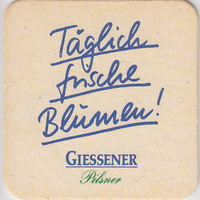 Täglich
frische
Blumen!
GIESSENER
Pilsner